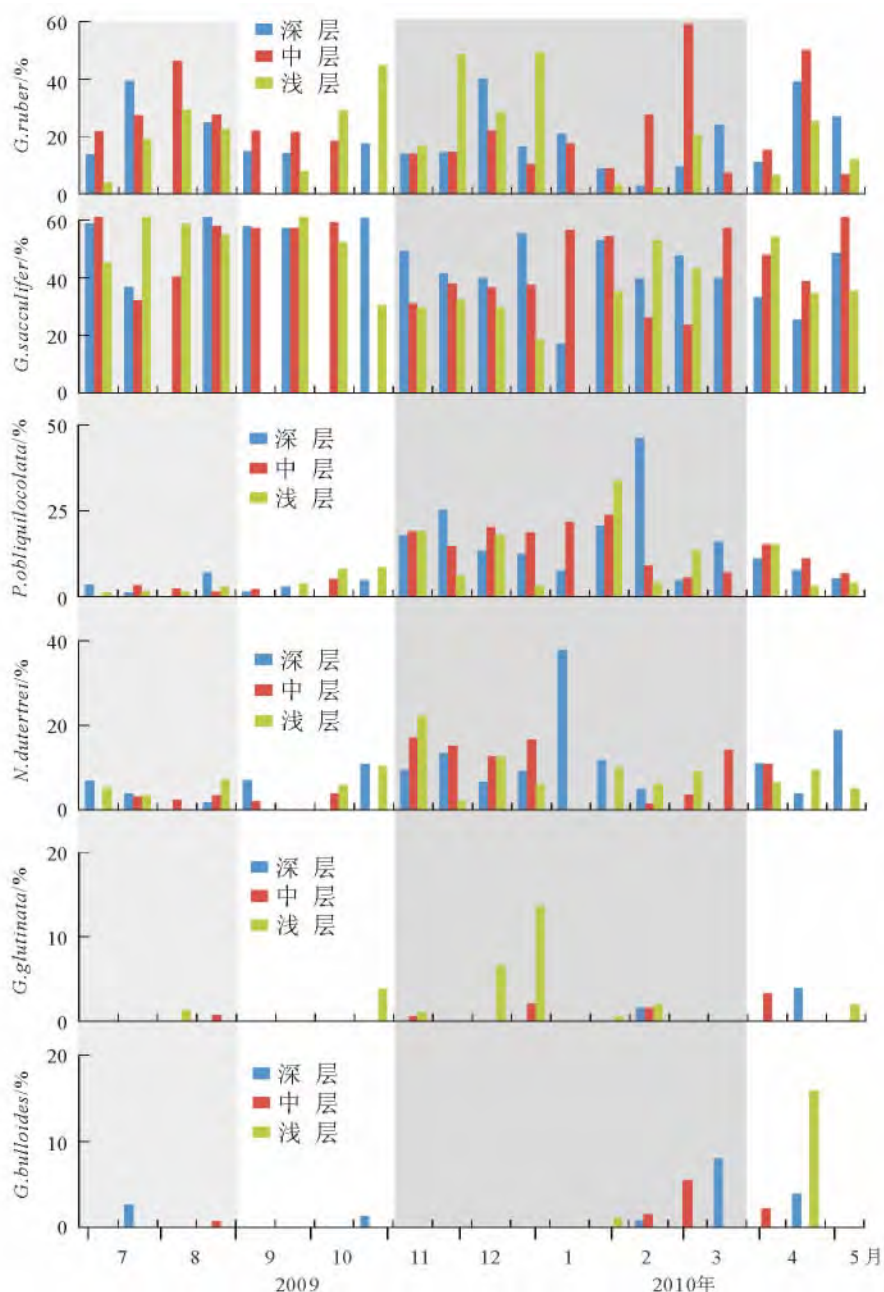 G.ruber/%
60
40
20
0
深 层
中 层
浅 层
G.sacculifer/%
60
40
20
0
P.obliquilocolata/%
50
25
0
深 层
中 层
浅 层
N.dutertrei/%
40
20
0
深 层
中 层
浅 层
G.glutinata/%
20
10
0
深 层
中 层
浅 层
G.bulloides/%
20
10
0
深 层
中 层
浅 层
7 8 9 10 11 12 1 2 3 4 5月
2009 2010年